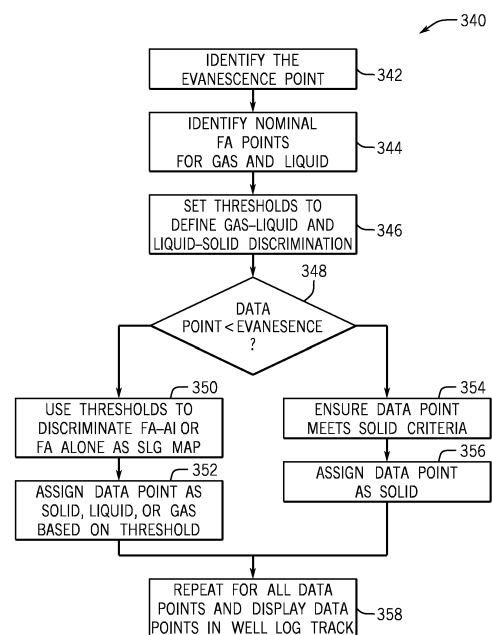 340
IDENTIFY THE
EVANESCENCE POINT
342
IDENTIFY NOMINAL
FA POINTS
FOR GAS AND LIQUID
344
SET THRESHOLDS TO
DEFINE GAS-LIQUID AND
LIQUID-SOLID DISCRIMINATION
346
348
DATA
POINT<EVANESENCE
?
350
USE THRESHOLDS TO
DISCRIMINATE FA-AI OR
FA ALONE AS SLG MAP
352
ASSIGN DATA POINT AS
SOLID, LIQUID, OR GAS
BASED ON THRESHOLD
354
ENSURE DATA POINT
MEETS SOLID CRITERIA
356
ASSIGN DATA POINT
AS SOLID
REPEAT FOR ALL DATA
POINTS AND DISPLAY DATA
POINTS IN WELL LOG TRACK
358